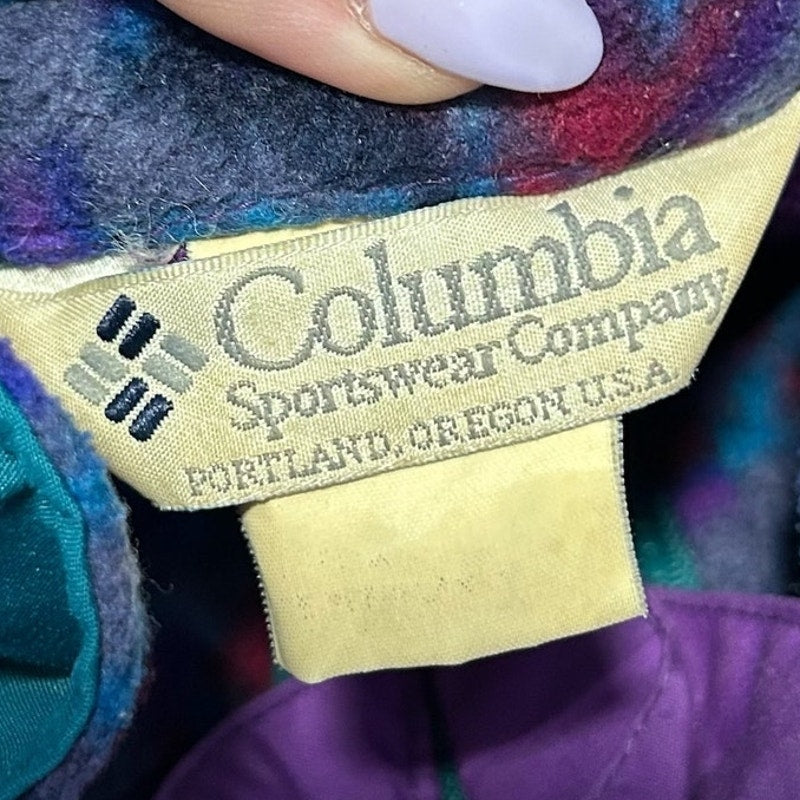 Columbia
Sportswear Company
PORTLAND, OREGON U.S.A.